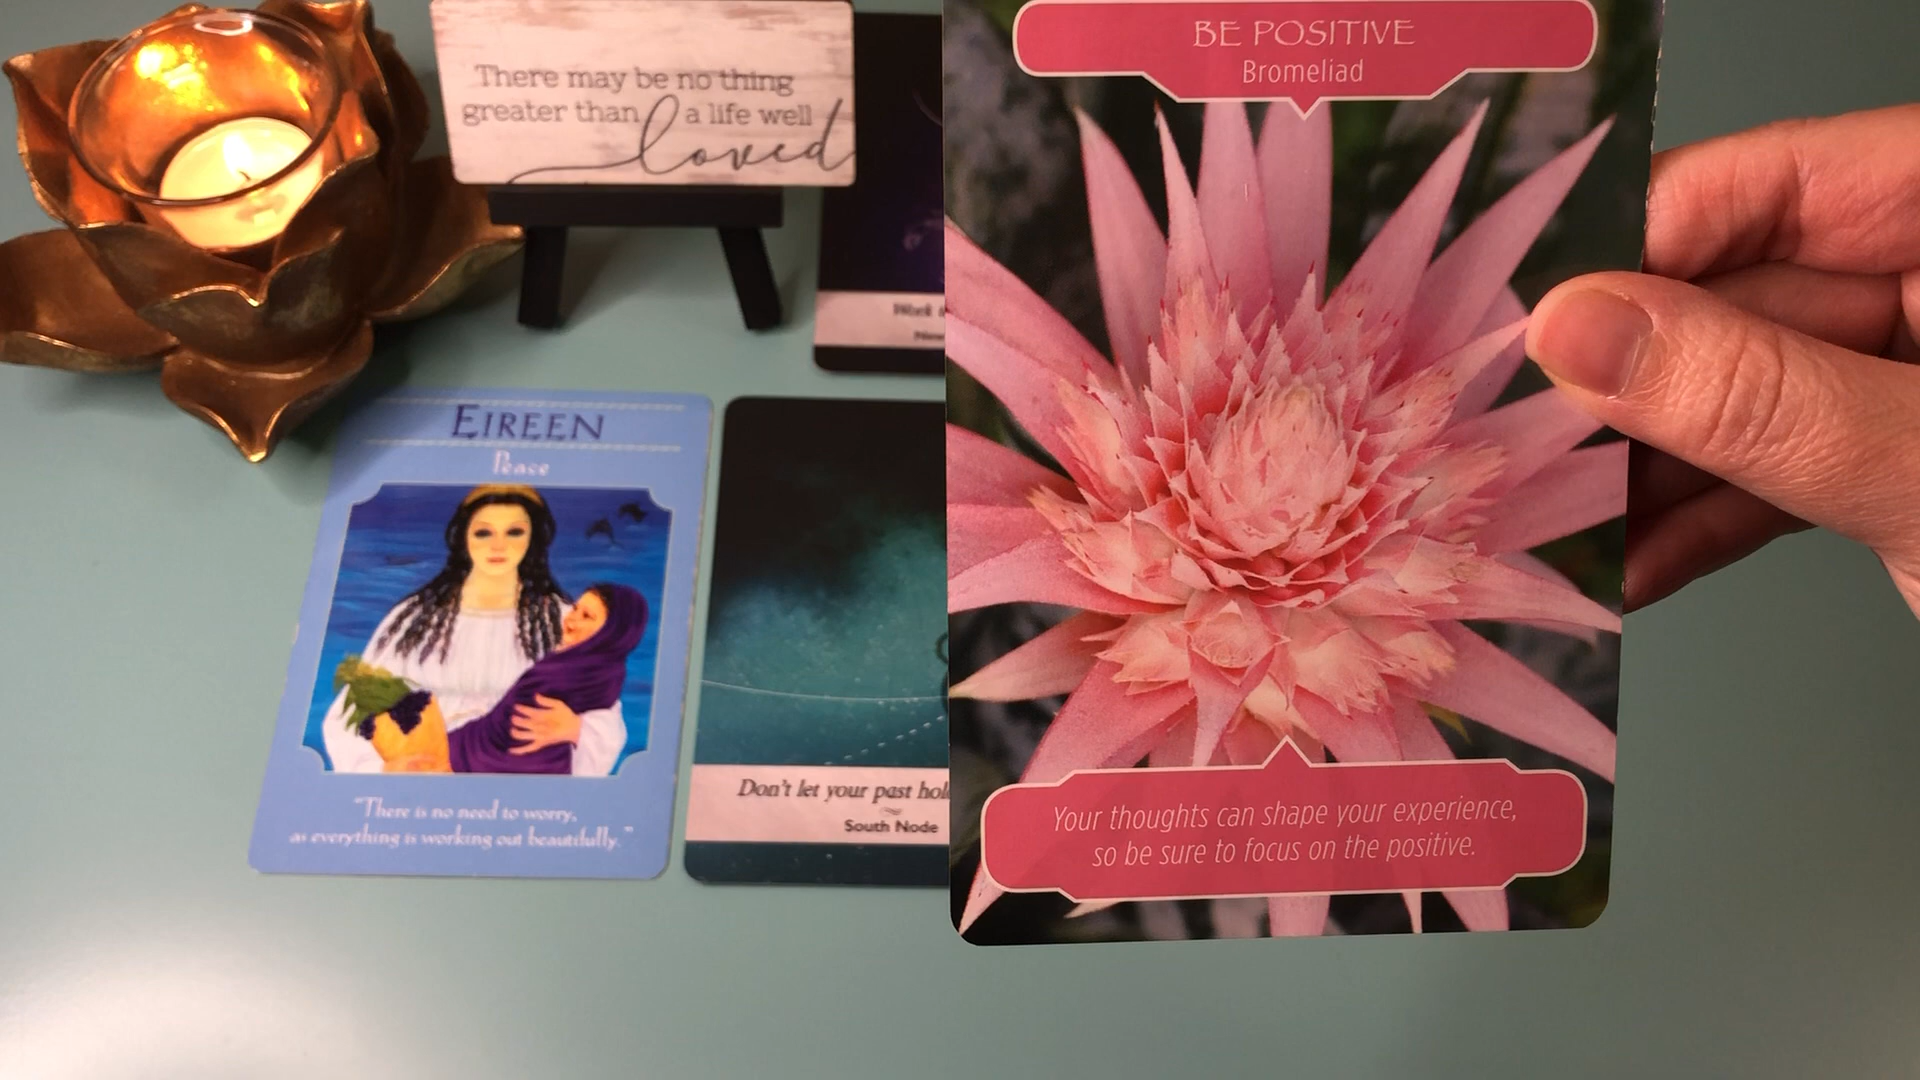 There may be no thing
greater than a life well
loved
BE POSITIVE
Bromeliad
EIREEN
Peace
"There is no need to worry,
as everything is working out beautifully."
Don't let your past
South Node
Your thoughts can shape your experience,
so be sure to focus on the positive.